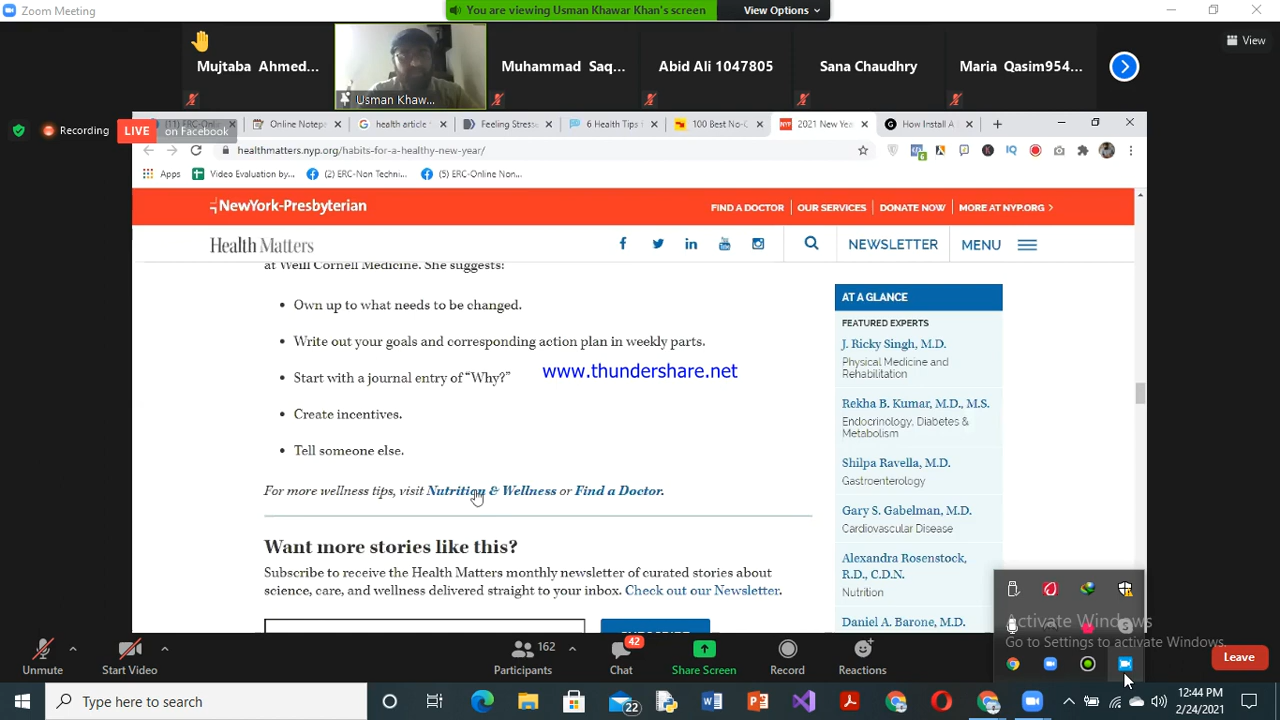 Zoom Meeting
You are viewing Usman Khawar Khan's screen
View Options
Mujtaba Ahmed...
Usman Khaw...
Muhammad Saq...
Abid Ali 1047805
Sana Chaudhry
Maria Qasim954...
View
Recording
LIVE on Facebook
Online Notep
health article
Feeling Stress
6 Health Tips
100 Best No-C
2021 New Yea
How Install A
healthmatters.nyp.org/habits-for-a-healthy-new-year/
Apps
Video Evaluation by...
(2) ERC-Non Techni...
(5) ERC-Online Non...
NewYork-Presbyterian
FIND A DOCTOR
OUR SERVICES
DONATE NOW
MORE AT NYP.ORG
Health Matters
NEWSLETTER
MENU
at Weill Cornell Medicine. She suggests:
• Own up to what needs to be changed.
• Write out your goals and corresponding action plan in weekly parts.
• Start with a journal entry of “Why?”
• Create incentives.
• Tell someone else.
www.thundershare.net
For more wellness tips, visit Nutrition & Wellness or Find a Doctor.
Want more stories like this?
Subscribe to receive the Health Matters monthly newsletter of curated stories about
science, care, and wellness delivered straight to your inbox. Check out our Newsletter.
SUBSCRIBE
AT A GLANCE
FEATURED EXPERTS
J. Ricky Singh, M.D.
Physical Medicine and
Rehabilitation
Rekha B. Kumar, M.D., M.S.
Endocrinology, Diabetes &
Metabolism
Shilpa Ravella, M.D.
Gastroenterology
Gary S. Gabelman, M.D.
Cardiovascular Disease
Alexandra Rosenstock,
R.D., C.D.N.
Nutrition
Daniel A. Barone, M.D.
Activate Windows
Go to Settings to activate Windows.
Unmute
Start Video
162
Participants
42
Chat
Share Screen
Record
Reactions
Leave
Type here to search
22
12:44 PM
2/24/2021